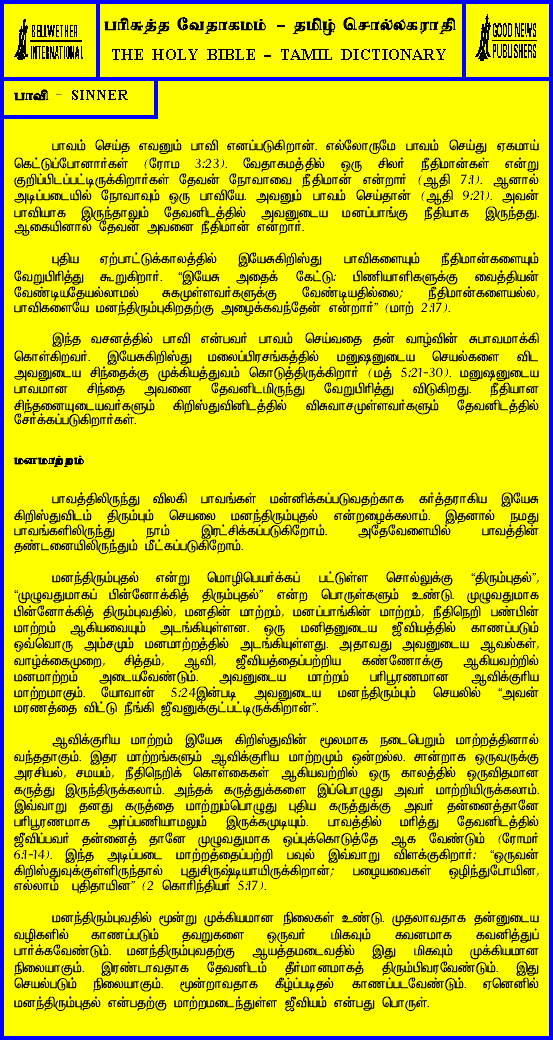 BELLWETHER
INTERNATIONAL
பரிசுத்த வேதாகமம் – தமிழ் சொல்லகராதி
THE HOLY BIBLE – TAMIL DICTIONARY
GOOD NEWS
PUBLISHERS
பாவி – SINNER
பாவம் செய்த எவனும் பாவி எனப்படுகிறான். எல்லோருமே பாவம் செய்து ஏகமாய்
கெட்டுப்போனார்கள் (ரோம 3:23). வேதாகமத்தில் ஒரு சிலர் நீதிமான்கள் என்று
குறிப்பிடப்பட்டிருக்கிறார்கள் தேவன் நோவாவை நீதிமான் என்றார் (ஆதி 7:1). ஆனால்
அடிப்படையில் நோவாவும் ஒரு பாவியே. அவனும் பாவம் செய்தான் (ஆதி 9:21). அவன்
பாவியாக இருந்தாலும் தேவனிடத்தில் அவனுடைய மனப்பாங்கு நீதியாக இருந்தது.
ஆகையினால் தேவன் அவனை நீதிமான் என்றார்.
புதிய ஏற்பாட்டுக்காலத்தில் இயேசுகிறிஸ்து பாவிகளையும் நீதிமான்களையும்
வேறுபிரித்து கூறுகிறார். “இயேசு அதைக் கேட்டு: பிணியாளிகளுக்கு வைத்தியன்
வேண்டியதேயல்லாமல் சுகமுள்ளவர்களுக்கு வேண்டியதில்லை; நீதிமான்களையல்ல,
பாவிகளையே மனந்திரும்புகிறதற்கு அழைக்கவந்தேன் என்றார்” (மாற் 2:17).
இந்த வசனத்தில் பாவி என்பவர் பாவம் செய்வதை தன் வாழ்வின் சுபாவமாக்கி
கொள்கிறவர். இயேசுகிறிஸ்து மலைப்பிரசங்கத்தில் மனுஷனுடைய செயல்களை விட
அவனுடைய சிந்தைக்கு முக்கியத்துவம் கொடுத்திருக்கிறார் (மத் 5:21-30). மனுஷனுடைய
பாவமான சிந்தை அவனை தேவனிடமிருந்து வேறுபிரித்து விடுகிறது. நீதியான
சிந்தனையுடையவர்களும் கிறிஸ்துவினிடத்தில் விசுவாசமுள்ளவர்களும் தேவனிடத்தில்
சேர்க்கப்படுகிறார்கள்.
மனமாற்றம்
பாவத்திலிருந்து விலகி பாவங்கள் மன்னிக்கப்படுவதற்காக கர்த்தராகிய இயேசு
கிறிஸ்துவிடம் திரும்பும் செயலை மனந்திரும்புதல் என்றழைக்கலாம். இதனால் நமது
பாவங்களிலிருந்து நாம் இரட்சிக்கப்படுகிறோம். அதேவேளையில் பாவத்தின்
தண்டனையிலிருந்தும் மீட்கப்படுகிறோம்.
மனந்திரும்புதல் என்று மொழிபெயர்க்கப் பட்டுள்ள சொல்லுக்கு “திரும்புதல்”,
“முழுவதுமாகப் பின்னோக்கித் திரும்புதல்” என்ற பொருள்களும் உண்டு. முழுவதுமாக
பின்னோக்கித் திரும்புவதில், மனதின் மாற்றம், மனப்பாங்கின் மாற்றம், நீதிநெறி பண்பின்
மாற்றம் ஆகியவையும் அடங்கியுள்ளன. ஒரு மனிதனுடைய ஜீவியத்தில் காணப்படும்
ஒவ்வொரு அம்சமும் மனமாற்றத்தில் அடங்கியுள்ளது. அதாவது அவனுடைய ஆவல்கள்,
வாழ்க்கைமுறை, சித்தம், ஆவி, ஜீவியத்தைப்பற்றிய கண்ணோக்கு ஆகியவற்றில்
மனமாற்றம் அடையவேண்டும். அவனுடைய மாற்றம் பரிபூரணமான ஆவிக்குரிய
மாற்றமாகும். யோவான் 5:24இன்படி அவனுடைய மனந்திரும்பும் செயலில் “அவன்
மரணத்தை விட்டு நீங்கி ஜீவனுக்குட்பட்டிருக்கிறான்”.
ஆவிக்குரிய மாற்றம் இயேசு கிறிஸ்துவின் மூலமாக நடைபெறும் மாற்றத்தினால்
வந்ததாகும். இதர மாற்றங்களும் ஆவிக்குரிய மாற்றமும் ஒன்றல்ல. சான்றாக ஒருவருக்கு
அரசியல், சமயம், நீதிநெறிக் கொள்கைகள் ஆகியவற்றில் ஒரு காலத்தில் ஒருவிதமான
கருத்து இருந்திருக்கலாம். அந்தக் கருத்துக்களை இப்பொழுது அவர் மாற்றியிருக்கலாம்.
இவ்வாறு தனது கருத்தை மாற்றும்பொழுது புதிய கருத்துக்கு அவர் தன்னைத்தானே
பரிபூரணமாக அர்ப்பணியாமலும் இருக்கமுடியும். பாவத்தில் மரித்து தேவனிடத்தில்
ஜீவிப்பவர் தன்னைத் தானே முழுவதுமாக ஒப்புக்கொடுத்தே ஆக வேண்டும் (ரோமர்
6:1-14). இந்த அடிப்படை மாற்றத்தைப்பற்றி பவுல் இவ்வாறு விளக்குகிறார்: “ஒருவன்
கிறிஸ்துவுக்குள்ளிருந்தால் புதுசிருஷ்டியாயிருக்கிறான்; பழையவைகள் ஒழிந்துபோயின,
எல்லாம் புதிதாயின” (2 கொரிந்தியர் 5:17).
மனந்திரும்புவதில் மூன்று முக்கியமான நிலைகள் உண்டு. முதலாவதாக தன்னுடைய
வழிகளில் காணப்படும் தவறுகளை ஒருவர் மிகவும் கவனமாக கவனித்துப்
பார்க்கவேண்டும். மனந்திரும்புவதற்கு ஆயத்தமடைவதில் இது மிகவும் முக்கியமான
நிலையாகும். இரண்டாவதாக தேவனிடம் தீர்மானமாகத் திரும்பிவரவேண்டும். இது
செயல்படும் நிலையாகும். மூன்றாவதாக கீழ்ப்படிதல் காணப்படவேண்டும். ஏனெனில்
மனந்திரும்புதல் என்பதற்கு மாற்றமடைந்துள்ள ஜீவியம் என்பது பொருள்.